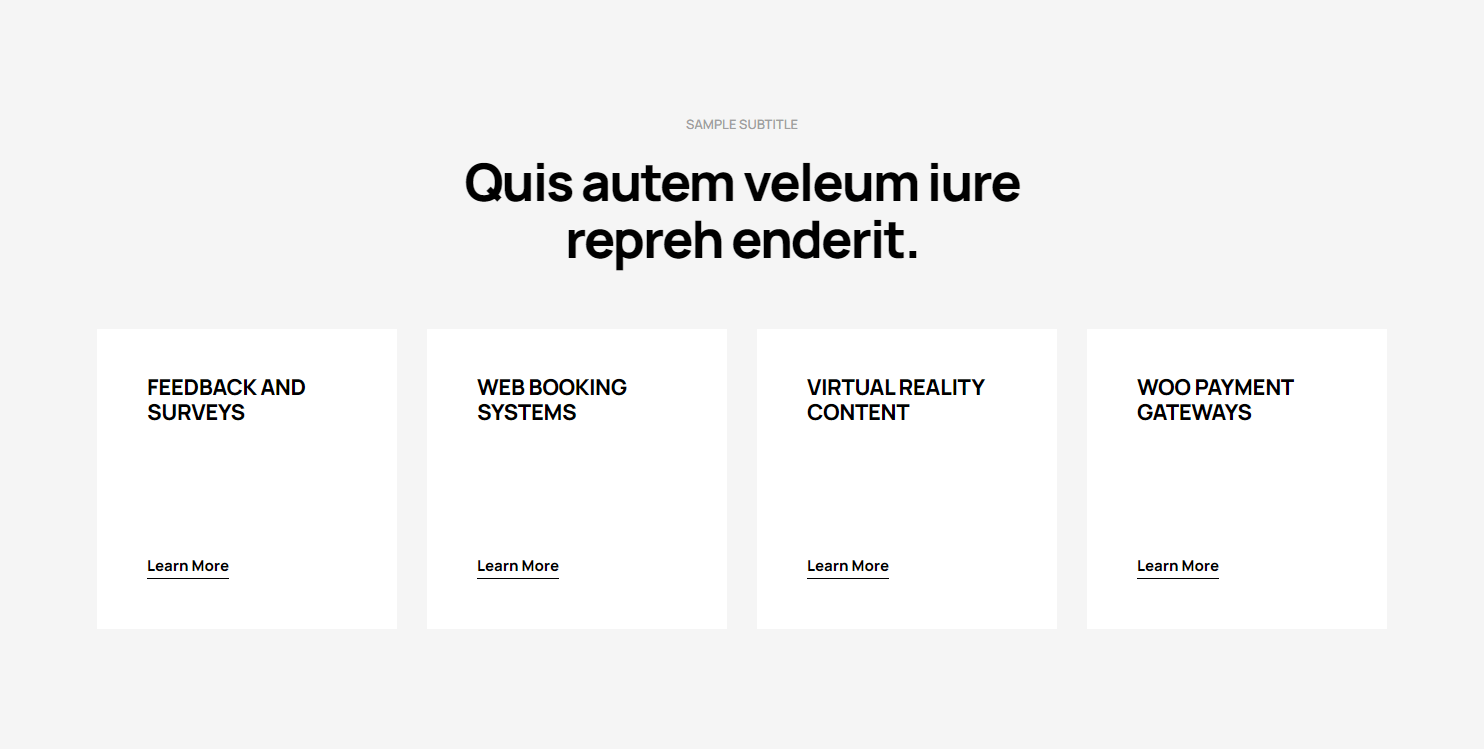 SAMPLE SUBTITLE
Quis autem veleum iure
repreh enderit.
FEEDBACK AND
SURVEYS
Learn More
WEB BOOKING
SYSTEMS
Learn More
VIRTUAL REALITY
CONTENT
Learn More
WOO PAYMENT
GATEWAYS
Learn More